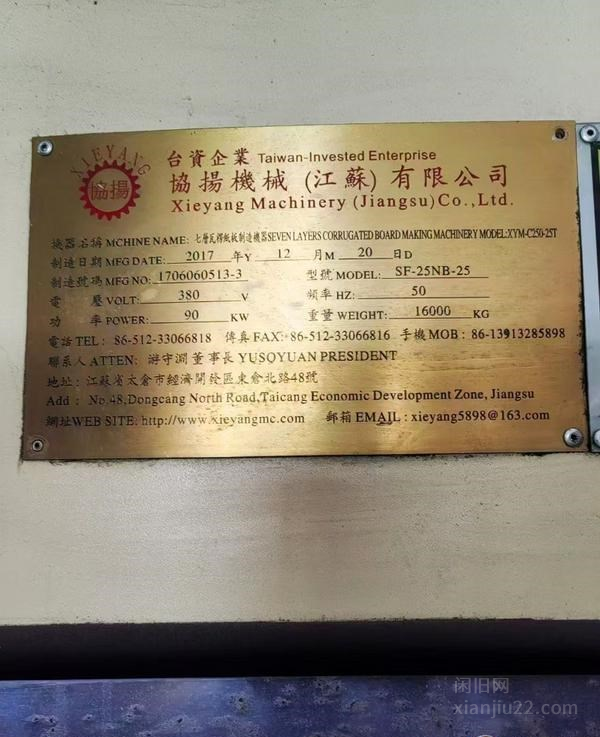 XIEYANG
協揚
台資企業 Taiwan-Invested Enterprise
協揚機械 (江蘇) 有限公司
Xieyang Machinery (Jiangsu) Co., Ltd.
機器名稱 MCHINE NAME: 七層瓦楞紙板制造機器SEVEN LAYERS CORRUGATED BOARD MAKING MACHINERY MODEL:XYM-C250-25T
制造日期 MFG DATE: 2017 年Y 12 月M 20 日D
制造號碼 MFG NO: 1706060513-3 型號 MODEL: SF-25NB-25
電 壓 VOLT: 380 V 頻率 HZ: 50
功 率 POWER: 90 KW 重量 WEIGHT: 16000 KG
電話 TEL: 86-512-33066818 傳真 FAX: 86-512-33066816 手機 MOB: 86-13913285898
聯系人 ATTEN: 游守潤 董事長 YUSOYUAN PRESIDENT
地址: 江蘇省太倉市經濟開發區東倉北路48號
Add : No.48,Dongcang North Road,Taicang Economic Development Zone, Jiangsu
網址WEB SITE: http://www.xieyangmc.com 郵箱 EMAIL : xieyang5898@163.com
闲旧网
xianjiu22.com